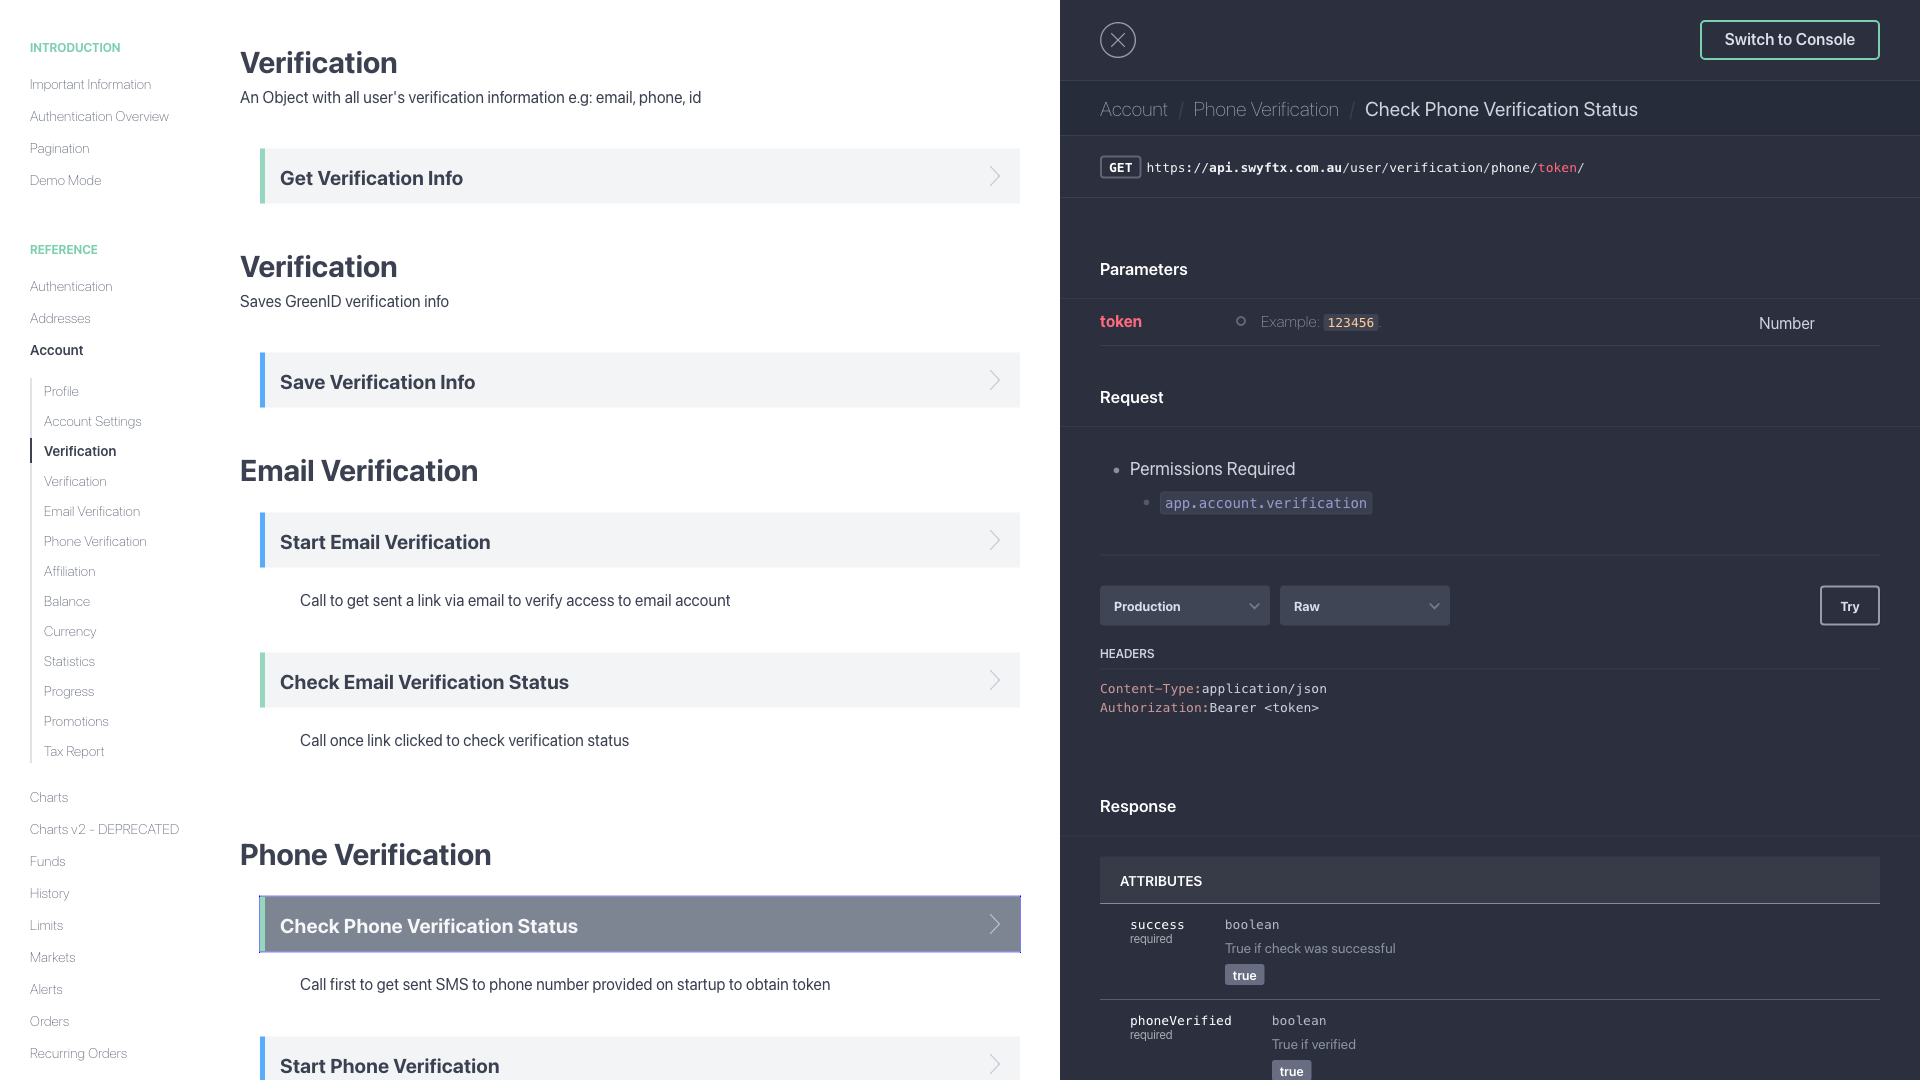 INTRODUCTION
Important Information
Authentication Overview
Pagination
Demo Mode
REFERENCE
Authentication
Addresses
Account
Profile
Account Settings
Verification
Verification
Email Verification
Phone Verification
Affiliation
Balance
Currency
Statistics
Progress
Promotions
Tax Report
Charts
Charts v2 - DEPRECATED
Funds
History
Limits
Markets
Alerts
Orders
Recurring Orders
Verification
An Object with all user's verification information e.g: email, phone, id
Get Verification Info
Verification
Saves GreenID verification info
Save Verification Info
Email Verification
Start Email Verification
Call to get sent a link via email to verify access to email account
Check Email Verification Status
Call once link clicked to check verification status
Phone Verification
Check Phone Verification Status
Call first to get sent SMS to phone number provided on startup to obtain token
Start Phone Verification
Switch to Console
Account / Phone Verification / Check Phone Verification Status
GET https://api.swyftx.com.au/user/verification/phone/token/
Parameters
token Example: 123456. Number
Request
Permissions Required
app.account.verification
Production Raw Try
HEADERS
Content-Type:application/json
Authorization:Bearer <token>
Response
ATTRIBUTES
success boolean
required
True if check was successful
true
phoneVerified boolean
required
True if verified
true